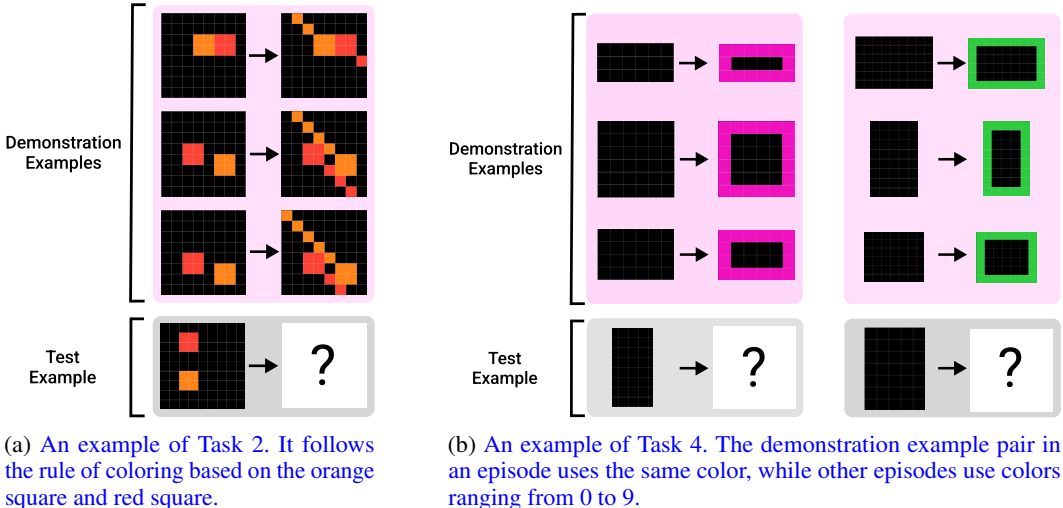 Demonstration
Examples
Demonstration
Examples
Test
Example
?
Test
Example
?
?
(a) An example of Task 2. It follows
the rule of coloring based on the orange
square and red square.
(b) An example of Task 4. The demonstration example pair in
an episode uses the same color, while other episodes use colors
ranging from 0 to 9.